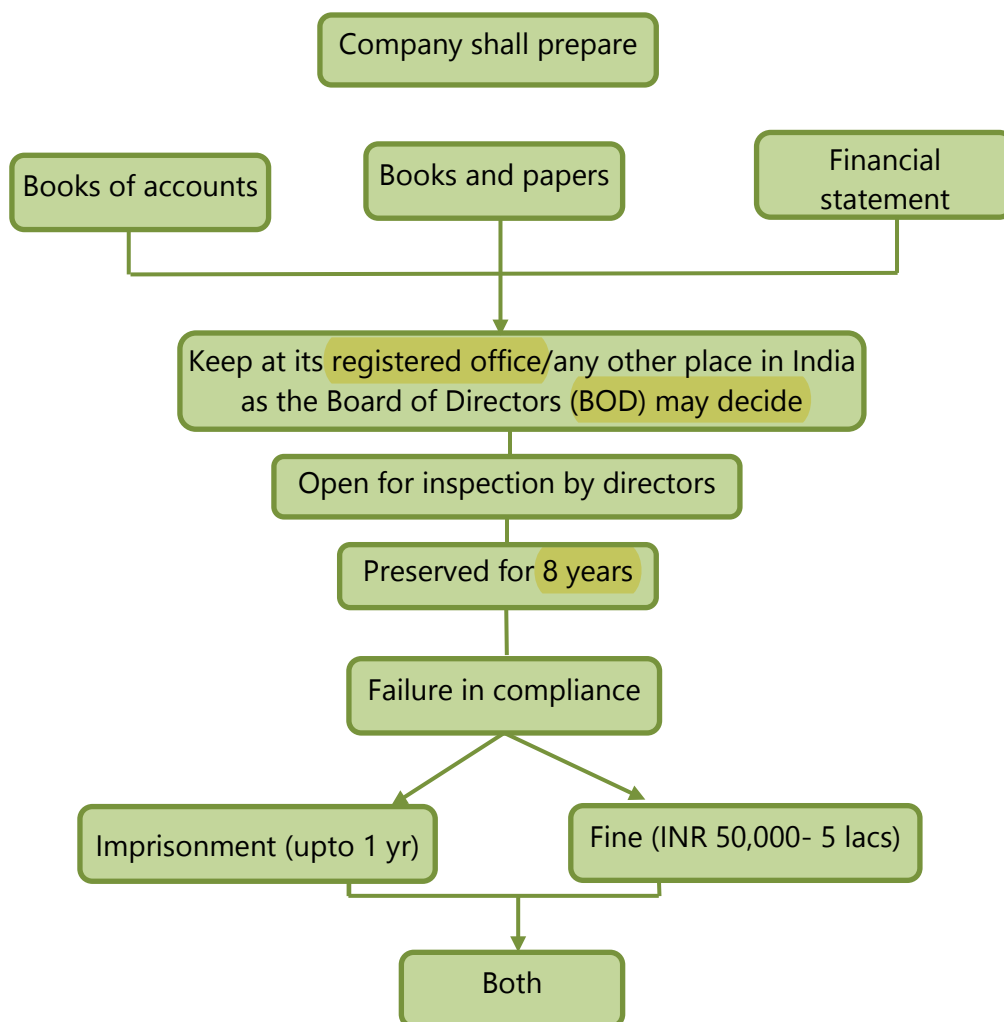 Company shall prepare
Books of accounts
Books and papers
Financial
statement
Keep at its registered office/any other place in India
as the Board of Directors (BOD) may decide
Open for inspection by directors
Preserved for 8 years
Failure in compliance
Imprisonment (upto 1 yr)
Fine (INR 50,000- 5 lacs)
Both